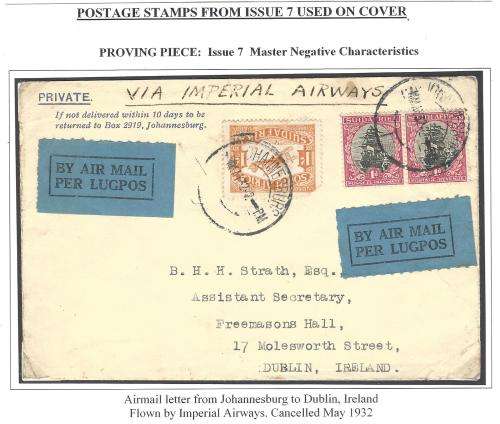 POSTAGE STAMPS FROM ISSUE 7 USED ON COVER
PROVING PIECE: Issue 7 Master Negative Characteristics
VIA IMPERIAL AIRWAYS
PRIVATE.
If not delivered within 10 days to be
returned to Box 2919, Johannesburg.
BY AIR MAIL
PER LUGPOS
BY AIR MAIL
PER LUGPOS
B. H. H. Strath, Esq.,
Assistant Secretary,
Freemasons Hall,
17 Molesworth Street,
DUBLIN, IRELAND.
Airmail letter from Johannesburg to Dublin, Ireland
Flown by Imperial Airways. Cancelled May 1932